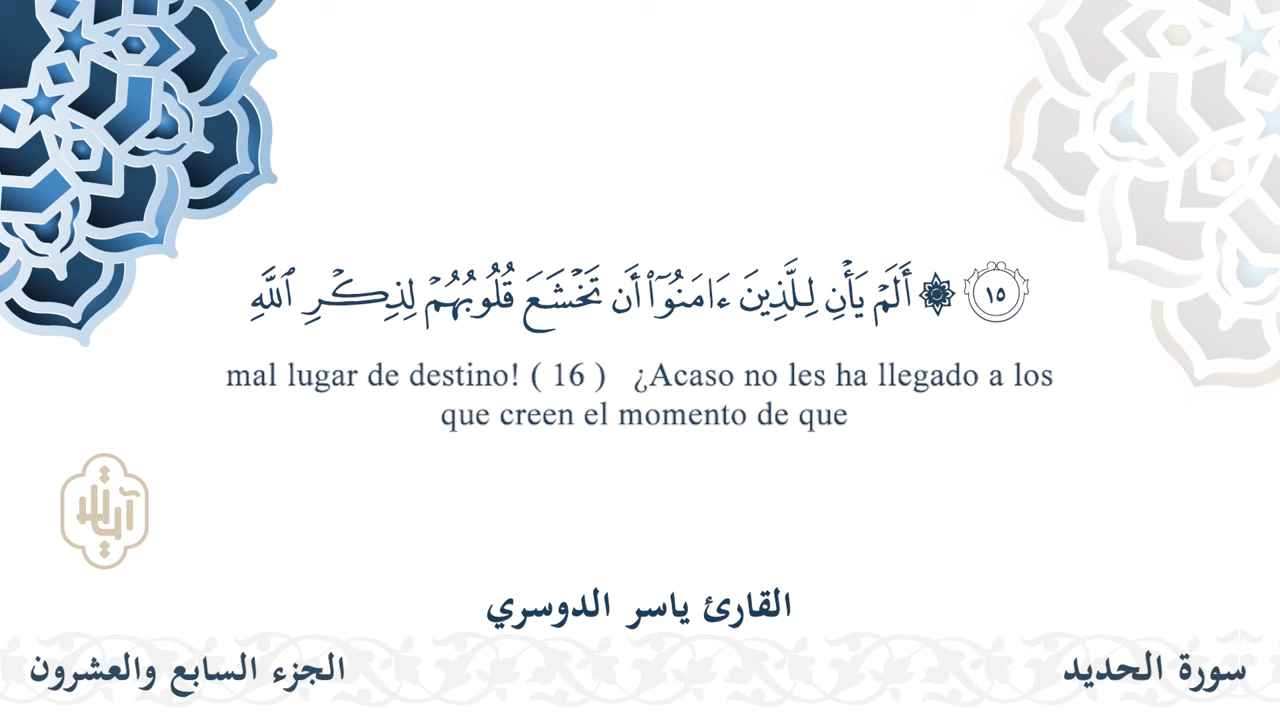 ١٥ ۞ أَلَمۡ يَأۡنِ لِلَّذِينَ ءَامَنُوٓاْ أَن تَخۡشَعَ قُلُوبُهُمۡ لِذِكۡرِ ٱللَّهِ
mal lugar de destino! ( 16 ) ¿Acaso no les ha llegado a los
que creen el momento de que
القارئ ياسر الدوسري
سورة الحديد
الجزء السابع والعشرون